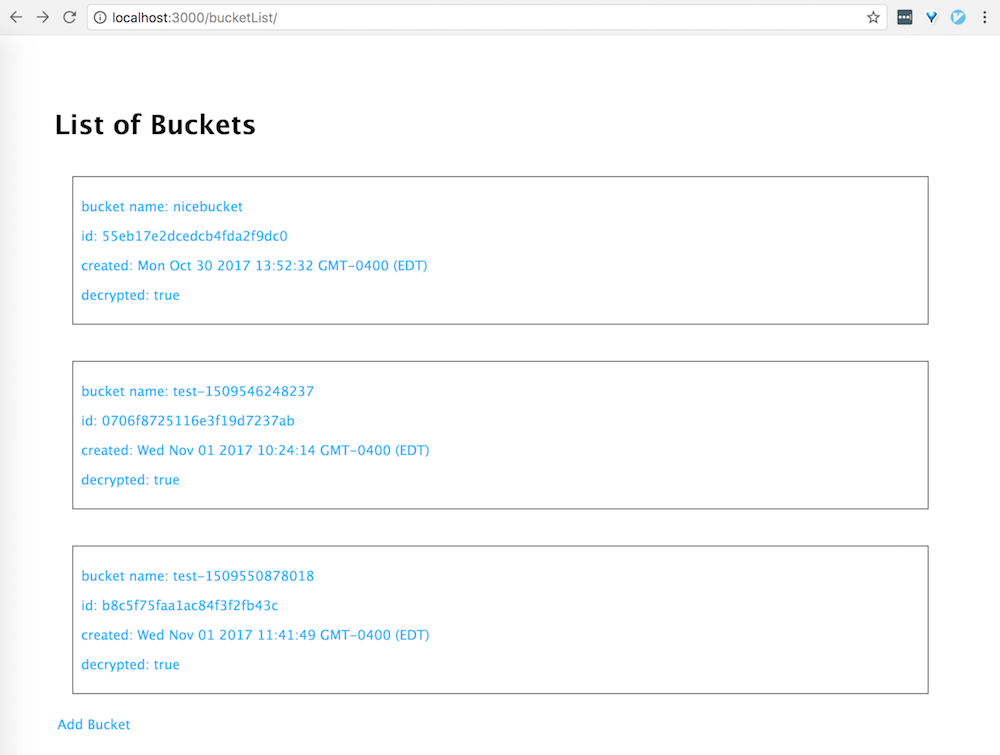 localhost:3000/bucketList/
List of Buckets
bucket name: nicebucket
id: 55eb17e2dcedcb4fda2f9dc0
created: Mon Oct 30 2017 13:52:32 GMT-0400 (EDT)
decrypted: true
bucket name: test-1509546248237
id: 0706f8725116e3f19d7237ab
created: Wed Nov 01 2017 10:24:14 GMT-0400 (EDT)
decrypted: true
bucket name: test-1509550878018
id: b8c5f75faa1ac84f3f2fb43c
created: Wed Nov 01 2017 11:41:49 GMT-0400 (EDT)
decrypted: true
Add Bucket